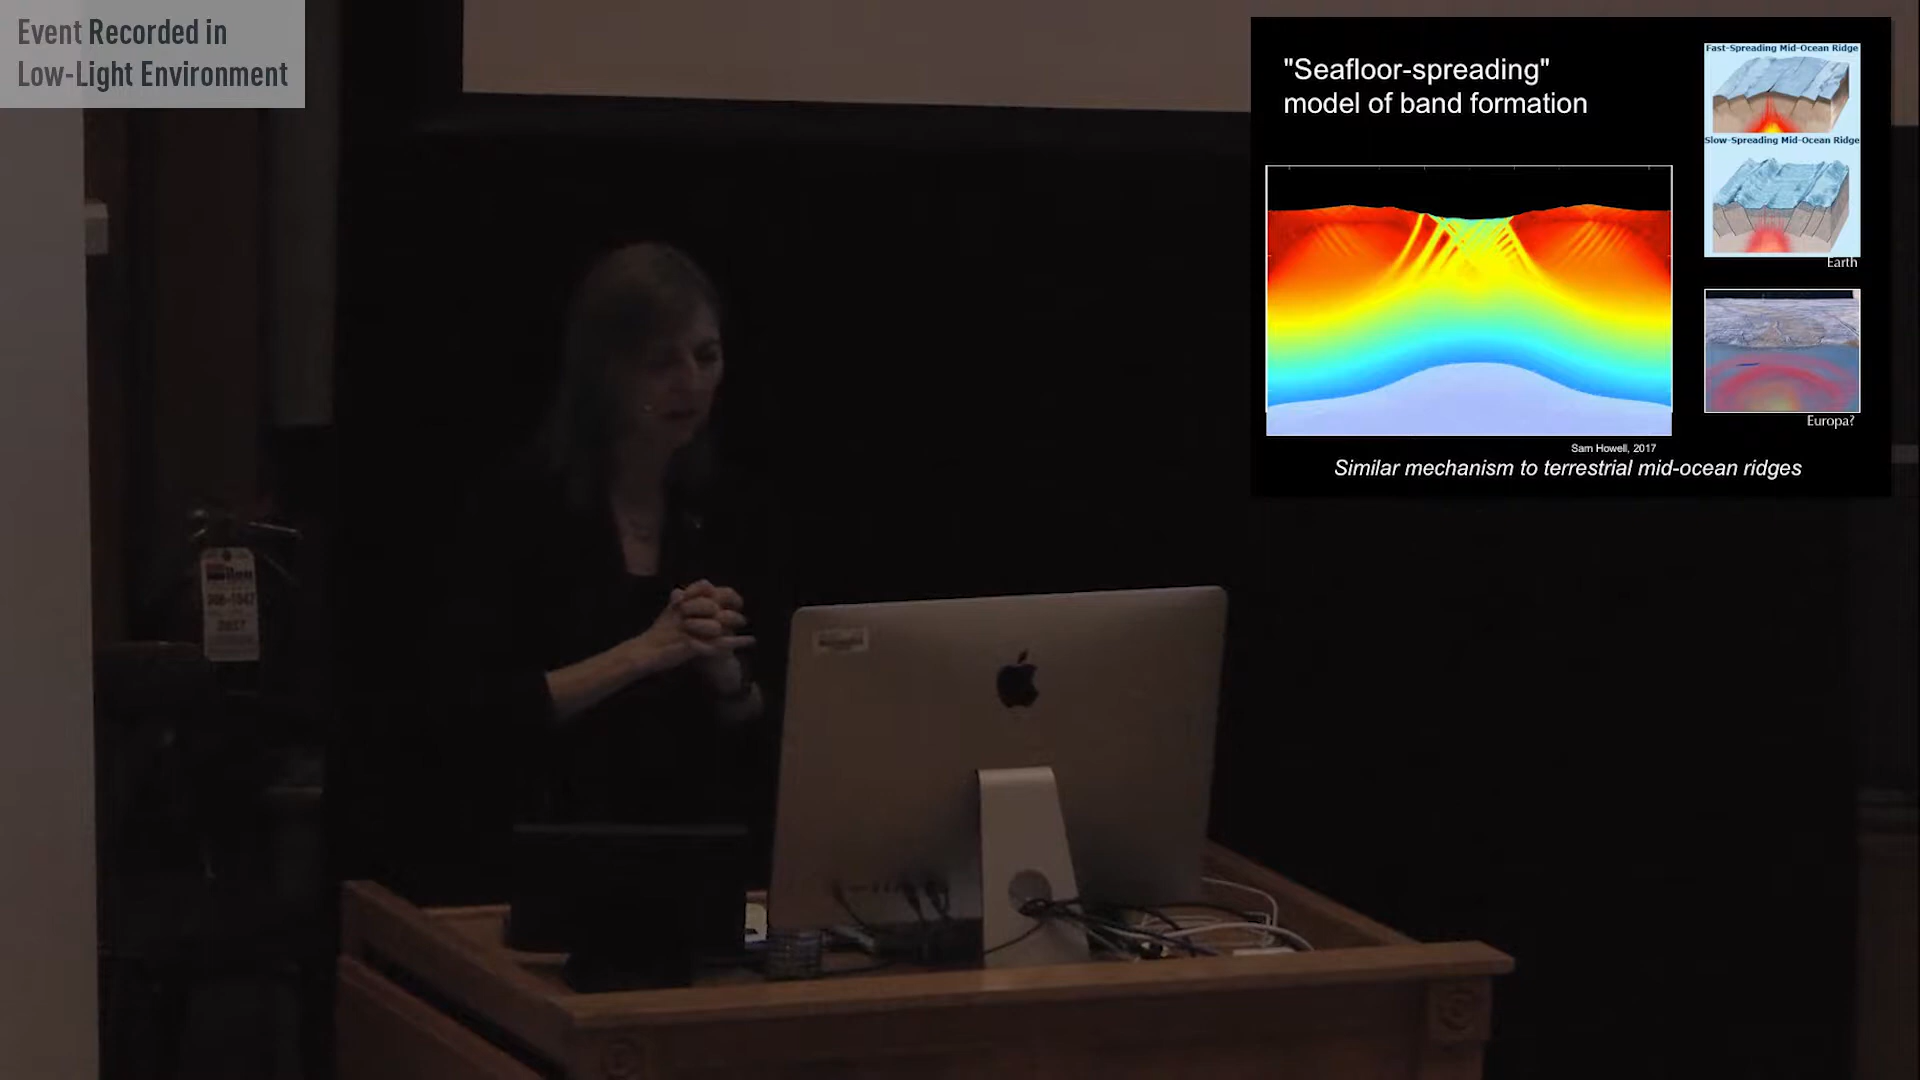 Event Recorded in
Low-Light Environment
"Seafloor-spreading"
model of band formation
Fast-Spreading Mid-Ocean Ridge
Slow-Spreading Mid-Ocean Ridge
Earth
Europa?
Sam Howell, 2017
Similar mechanism to terrestrial mid-ocean ridges